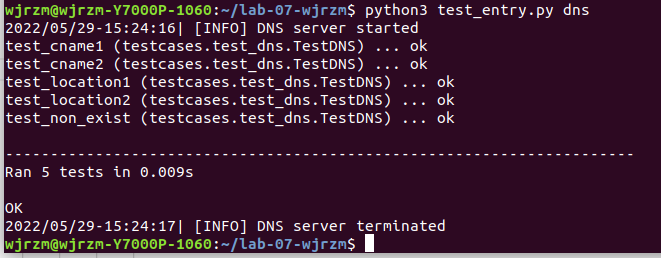 wjrzm@wjrzm-Y7000P-1060:~/lab-07-wjrzm$ python3 test_entry.py dns
2022/05/29-15:24:16| [INFO] DNS server started
test_cname1 (testcases.test_dns.TestDNS) ... ok
test_cname2 (testcases.test_dns.TestDNS) ... ok
test_location1 (testcases.test_dns.TestDNS) ... ok
test_location2 (testcases.test_dns.TestDNS) ... ok
test_non_exist (testcases.test_dns.TestDNS) ... ok
----------------------------------------------------------------------
Ran 5 tests in 0.009s
OK
2022/05/29-15:24:17| [INFO] DNS server terminated
wjrzm@wjrzm-Y7000P-1060:~/lab-07-wjrzm$